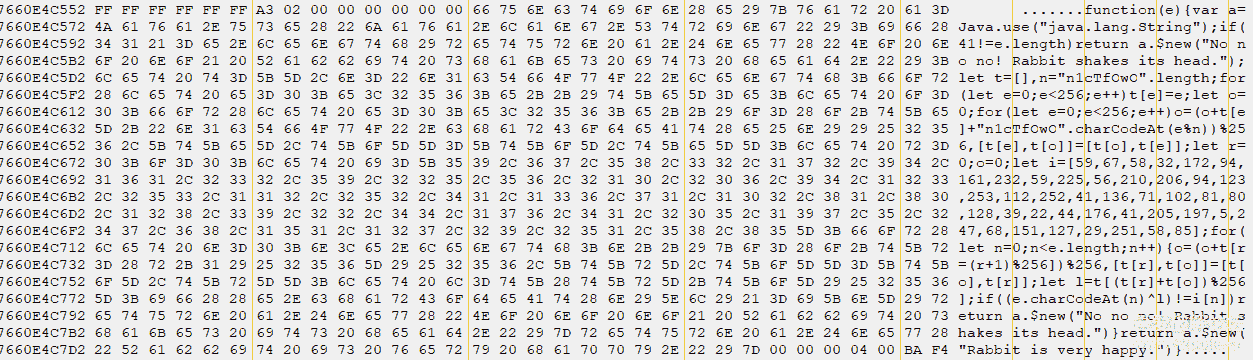 7660E4C552 FF FF FF FF FF FF A3 02 00 00 00 00 00 00 66 75 6E 63 74 69 6F 6E 28 65 29 7B 76 61 72 20 61 3D .......function(e){var a=
7660E4C572 4A 61 76 61 2E 75 73 65 28 22 6A 61 76 61 2E 6C 61 6E 67 2E 53 74 72 69 6E 67 22 29 3B 69 66 28 Java.use("java.lang.String");if(
7660E4C592 34 31 21 3D 65 2E 6C 65 6E 67 74 68 29 72 65 74 75 72 6E 20 61 2E 24 6E 65 77 28 22 4E 6F 20 6E 41!=e.length)return a.$new("No n
7660E4C5B2 6F 20 6E 6F 21 20 52 61 62 62 69 74 20 73 68 61 6B 65 73 20 69 74 73 20 68 65 61 64 2E 22 29 3B o no! Rabbit shakes its head.");
7660E4C5D2 6C 65 74 20 74 3D 5B 5D 2C 6E 3D 22 6E 31 63 54 66 4F 77 4F 22 2E 6C 65 6E 67 74 68 3B 66 6F 72 let t=[],n="n1cTfOwO".length;for
7660E4C5F2 28 6C 65 74 20 65 3D 30 3B 65 3C 32 35 36 3B 65 2B 2B 29 74 5B 65 5D 3D 65 3B 6C 65 74 20 6F 3D (let e=0;e<256;e++)t[e]=e;let o=
7660E4C612 30 3B 66 6F 72 28 6C 65 74 20 65 3D 30 3B 65 3C 32 35 36 3B 65 2B 2B 29 6F 3D 28 6F 2B 74 5B 65 0;for(let e=0;e<256;e++)o=(o+t[e
7660E4C632 5D 2B 22 6E 31 63 54 66 4F 77 4F 22 2E 63 68 61 72 43 6F 64 65 41 74 28 65 25 6E 29 29 25 32 35 ]+"n1cTfOwO".charCodeAt(e%n))%25
7660E4C652 36 2C 5B 74 5B 65 5D 2C 74 5B 6F 5D 5D 3D 5B 74 5B 6F 5D 2C 74 5B 65 5D 5D 3B 6C 65 74 20 72 3D 6,[t[e],t[o]]=[t[o],t[e]];let r=
7660E4C672 30 3B 6F 3D 30 3B 6C 65 74 20 69 3D 5B 35 39 2C 36 37 2C 35 38 2C 33 32 2C 31 37 32 2C 39 34 2C 0;o=0;let i=[59,67,58,32,172,94,
7660E4C692 31 36 31 2C 32 33 32 2C 35 39 2C 32 32 35 2C 35 36 2C 32 31 30 2C 32 30 36 2C 39 34 2C 31 32 33 161,232,59,225,56,210,206,94,123
7660E4C6B2 2C 32 35 33 2C 31 31 32 2C 32 35 32 2C 34 31 2C 31 33 36 2C 37 31 2C 31 30 32 2C 38 31 2C 38 30 ,253,112,252,41,136,71,102,81,80
7660E4C6D2 2C 31 32 38 2C 33 39 2C 32 32 2C 34 34 2C 31 37 36 2C 34 31 2C 32 30 35 2C 31 39 37 2C 35 2C 32 ,128,39,22,44,176,41,205,197,5,2
7660E4C6F2 34 37 2C 36 38 2C 31 35 31 2C 31 32 37 2C 32 39 2C 32 35 31 2C 35 38 2C 38 35 5D 3B 66 6F 72 28 47,68,151,127,29,251,58,85];for(
7660E4C712 6C 65 74 20 6E 3D 30 3B 6E 3C 65 2E 6C 65 6E 67 74 68 3B 6E 2B 2B 29 7B 6F 3D 28 6F 2B 74 5B 72 let n=0;n<e.length;n++){o=(o+t[r
7660E4C732 3D 28 72 2B 31 29 25 32 35 36 5D 29 25 32 35 36 2C 5B 74 5B 72 5D 2C 74 5B 6F 5D 5D 3D 5B 74 5B =(r+1)%256])%256,[t[r],t[o]]=[t[
7660E4C752 6F 5D 2C 74 5B 72 5D 5D 3B 6C 65 74 20 6C 3D 74 5B 28 74 5B 72 5D 2B 74 5B 6F 5D 29 25 32 35 36 o],t[r]];let l=t[(t[r]+t[o])%256
7660E4C772 5D 3B 69 66 28 28 65 2E 63 68 61 72 43 6F 64 65 41 74 28 6E 29 5E 6C 29 21 3D 69 5B 6E 5D 29 72 ];if((e.charCodeAt(n)^l)!=i[n])r
7660E4C792 65 74 75 72 6E 20 61 2E 24 6E 65 77 28 22 4E 6F 20 6E 6F 20 6E 6F 21 20 52 61 62 62 69 74 20 73 eturn a.$new("No no no! Rabbit s
7660E4C7B2 68 61 6B 65 73 20 69 74 73 20 68 65 61 64 2E 22 29 7D 72 65 74 75 72 6E 20 61 2E 24 6E 65 77 28 hakes its head.")}return a.$new(
7660E4C7D2 22 52 61 62 62 69 74 20 69 73 20 76 65 72 79 20 68 61 70 70 79 2E 22 29 7D 00 00 00 04 00 BA F4 "Rabbit is very happy.")}.....